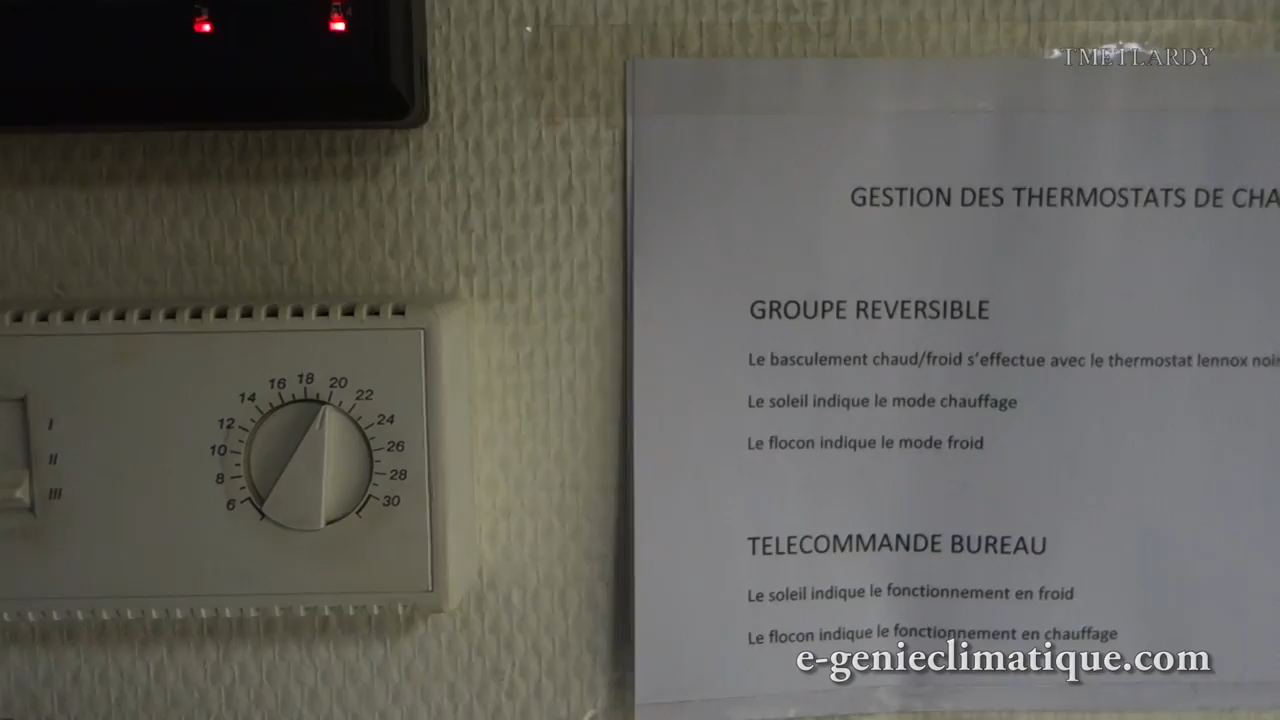 TMETLARDY
GESTION DES THERMOSTATS DE CHA
GROUPE REVERSIBLE
Le basculement chaud/froid s'effectue avec le thermostat lennox noir
Le soleil indique le mode chauffage
Le flocon indique le mode froid
TELECOMMANDE BUREAU
Le soleil indique le fonctionnement en froid
Le flocon indique le fonctionnement en chauffage
e-genieclimatique.com
I
II
III
6 8 10 12 14 16 18 20 22 24 26 28 30